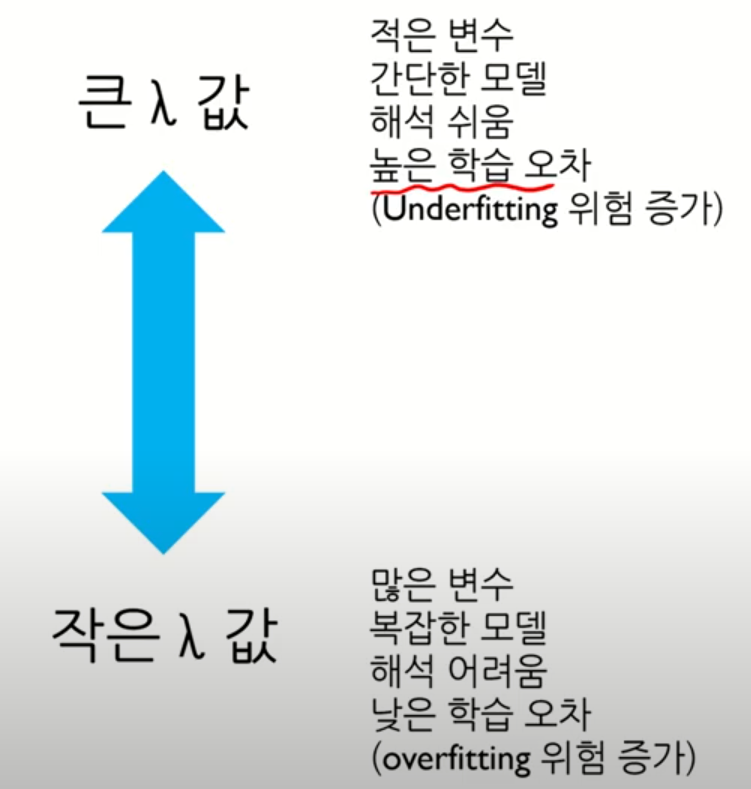 큰 λ 값
적은 변수
간단한 모델
해석 쉬움
높은 학습 오차
(Underfitting 위험 증가)
작은 λ 값
많은 변수
복잡한 모델
해석 어려움
낮은 학습 오차
(overfitting 위험 증가)